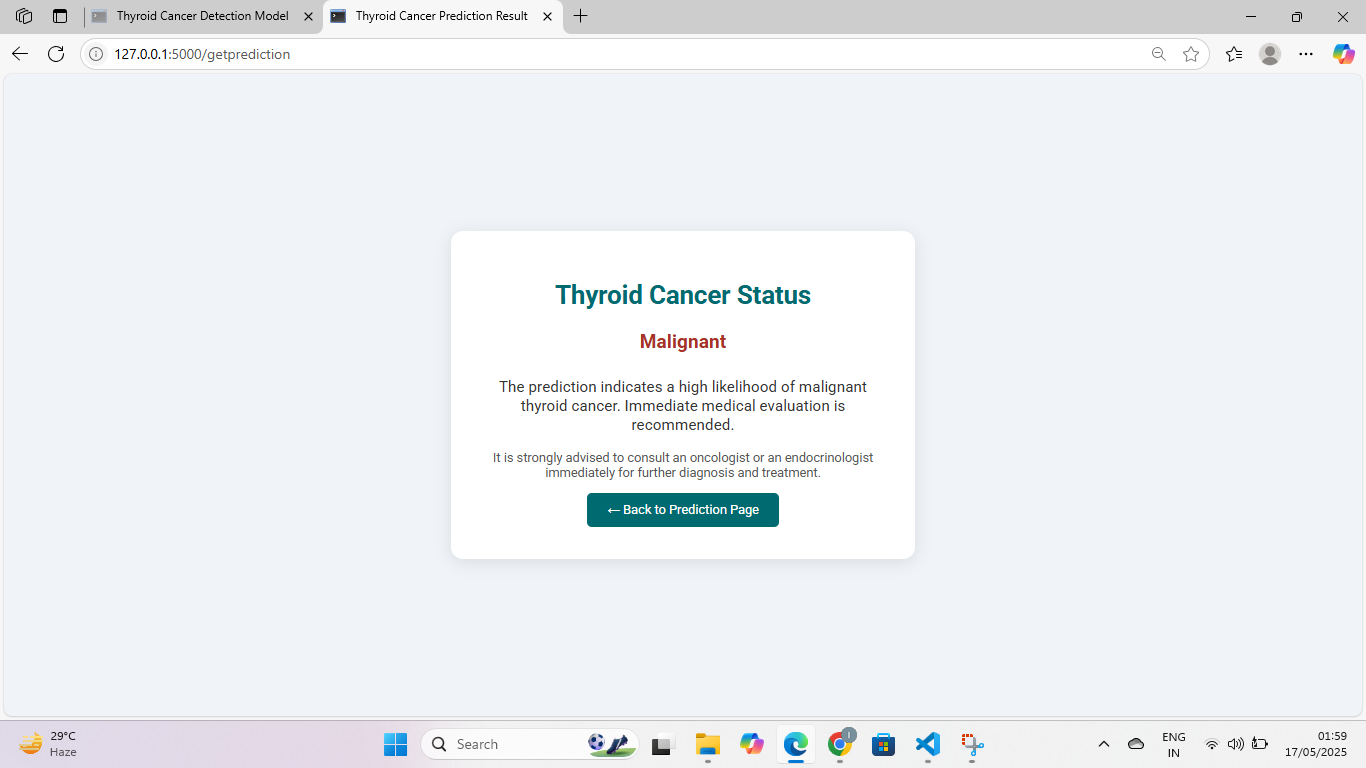 Thyroid Cancer Detection Model
Thyroid Cancer Prediction Result
127.0.0.1:5000/getprediction
Thyroid Cancer Status
Malignant
The prediction indicates a high likelihood of malignant
thyroid cancer. Immediate medical evaluation is
recommended.
It is strongly advised to consult an oncologist or an endocrinologist
immediately for further diagnosis and treatment.
← Back to Prediction Page
29°C
Haze
Search
I
ENG
IN
01:59
17/05/2025